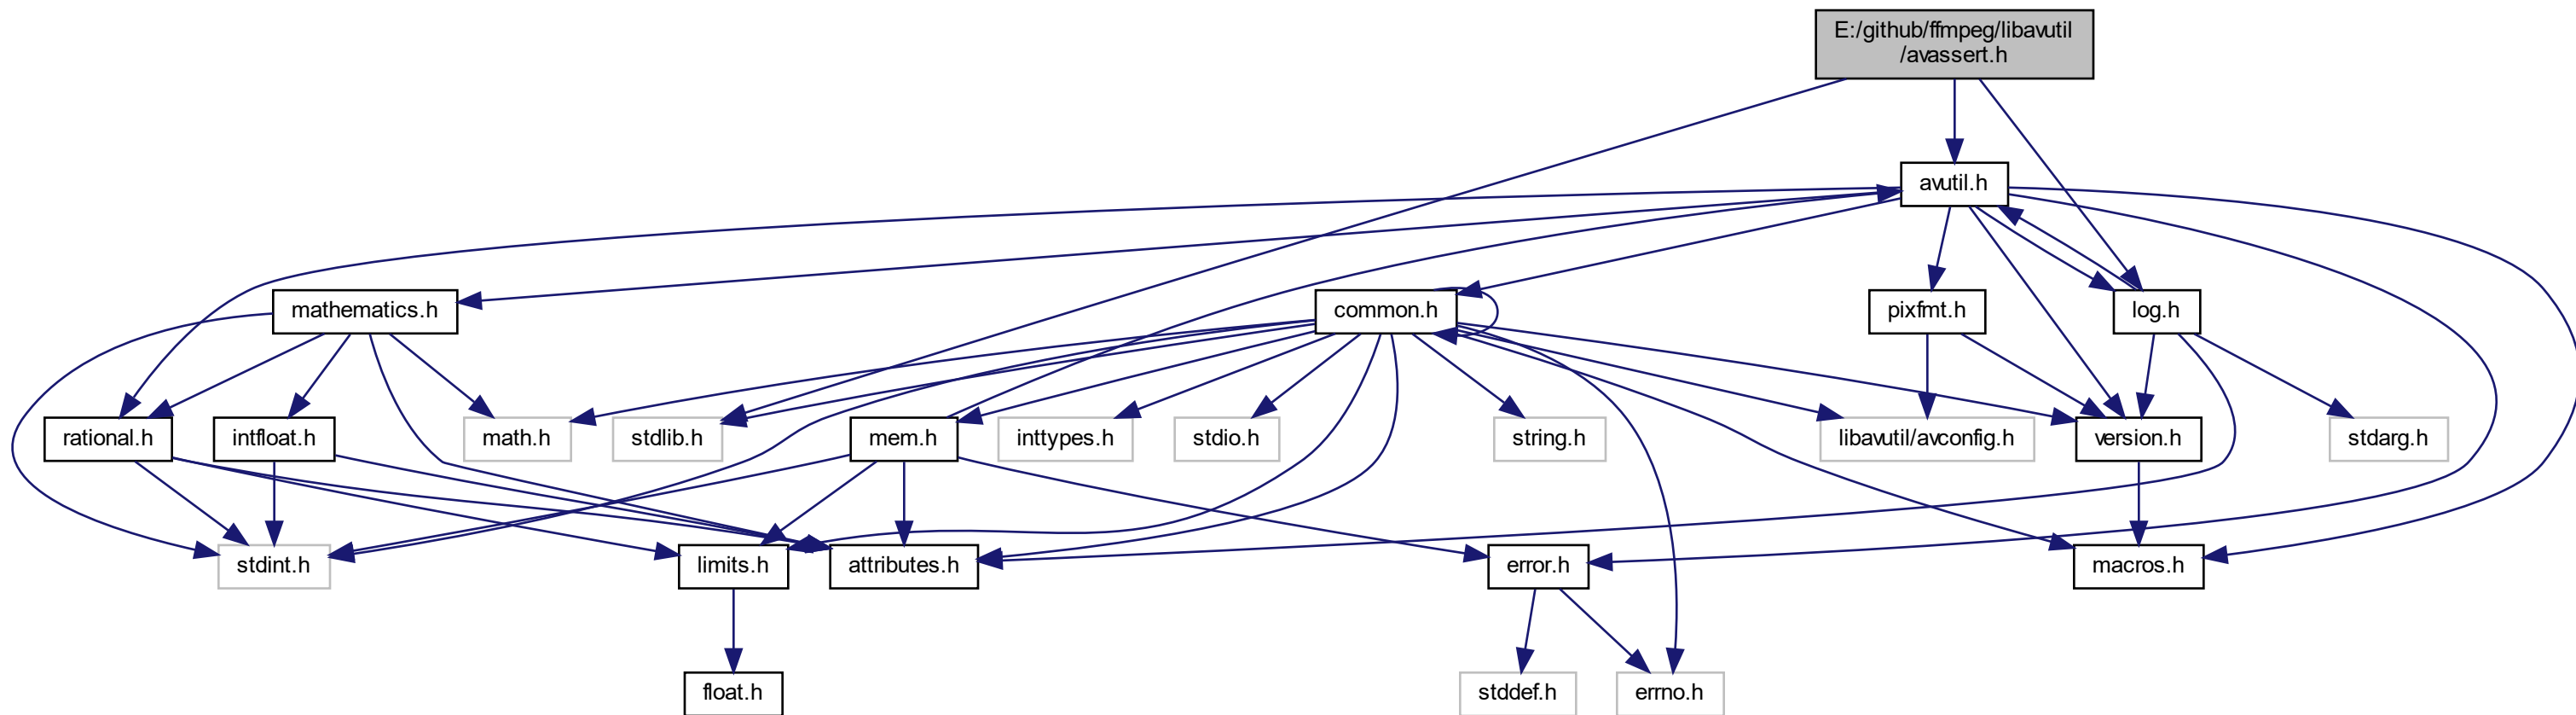 E:/github/ffmpeg/libavutil
/avassert.h
avutil.h
mathematics.h
common.h
pixfmt.h
log.h
rational.h
intfloat.h
math.h
stdlib.h
mem.h
inttypes.h
stdio.h
string.h
libavutil/avconfig.h
version.h
stdarg.h
stdint.h
limits.h
attributes.h
error.h
macros.h
float.h
stddef.h
errno.h